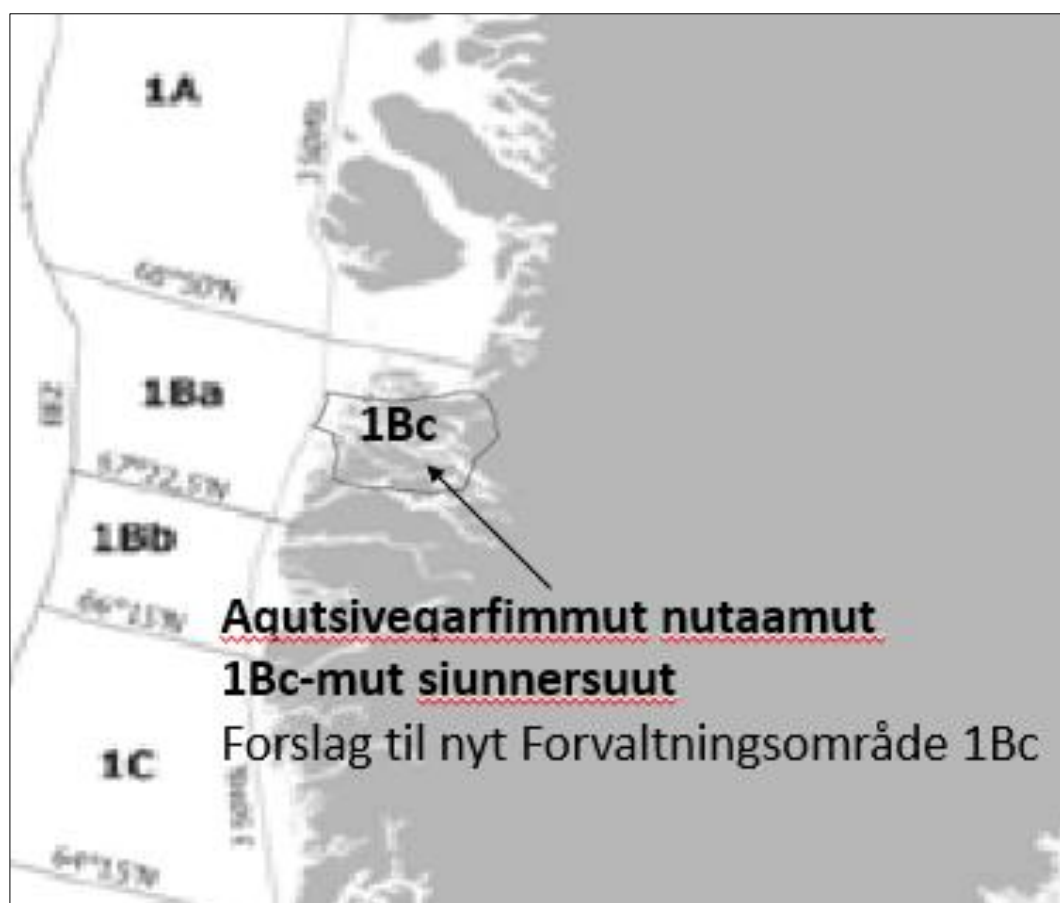 1A
68°50'N
1Ba
1Bc
67°22,5'N
1Bb
66°15'N
Aqutsiveqarfimmut nutaamut
1Bc-mut siunnersuut
Forslag til nyt Forvaltningsområde 1Bc
1C
64°15'N